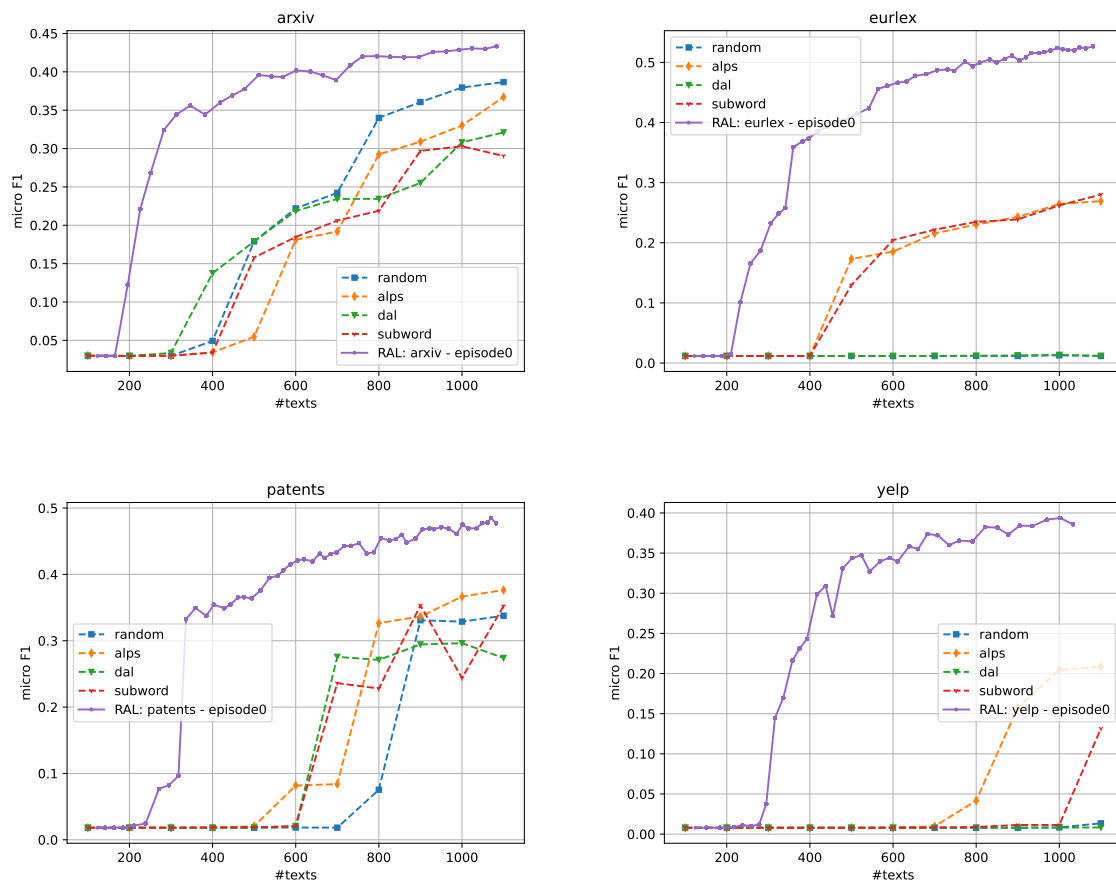 arxiv
0.45
0.40
0.35
0.30
0.25
0.20
0.15
0.10
0.05
micro F1
random
alps
dal
subword
RAL: arxiv - episode0
200 400 600 800 1000
#texts
eurlex
0.5
0.4
0.3
0.2
0.1
0.0
micro F1
random
alps
dal
subword
RAL: eurlex - episode0
200 400 600 800 1000
#texts
patents
0.5
0.4
0.3
0.2
0.1
0.0
micro F1
random
alps
dal
subword
RAL: patents - episode0
200 400 600 800 1000
#texts
yelp
0.40
0.35
0.30
0.25
0.20
0.15
0.10
0.05
0.00
micro F1
random
alps
dal
subword
RAL: yelp - episode0
200 400 600 800 1000
#texts